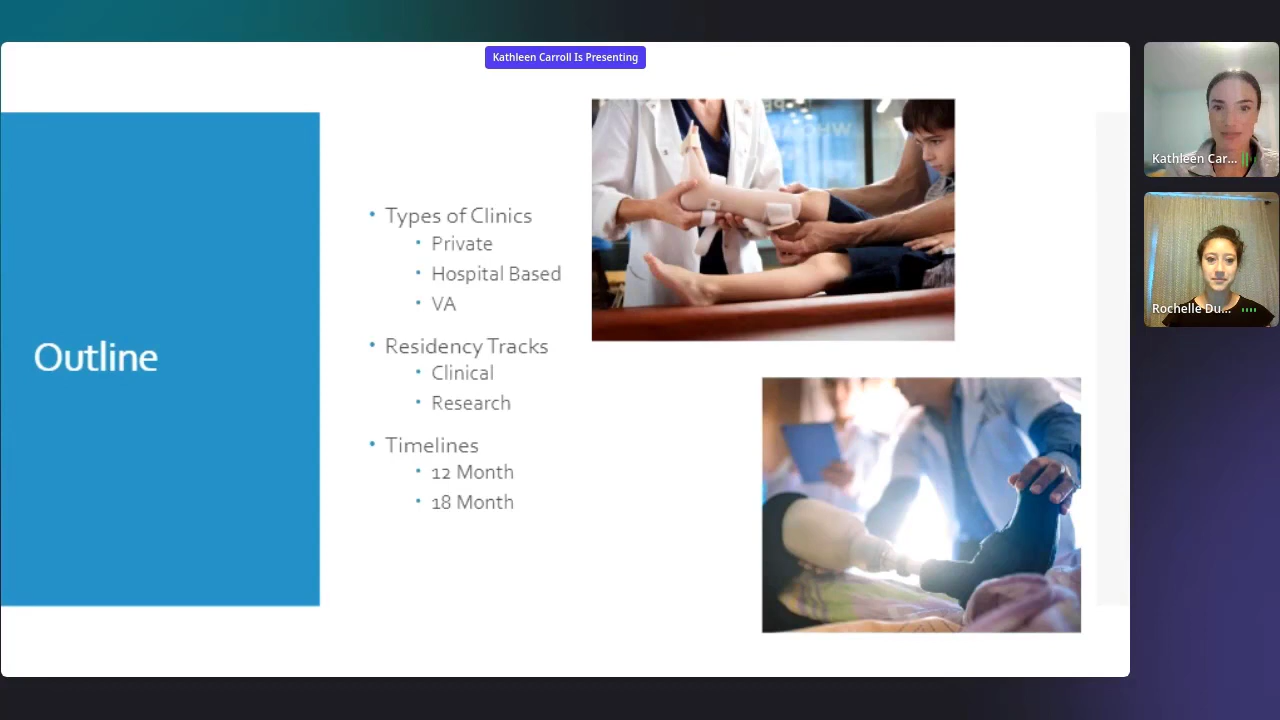 Kathleen Carroll Is Presenting
Outline
Types of Clinics
Private
Hospital Based
VA
Residency Tracks
Clinical
Research
Timelines
12 Month
18 Month
Kathleen Car...
Rochelle Du...